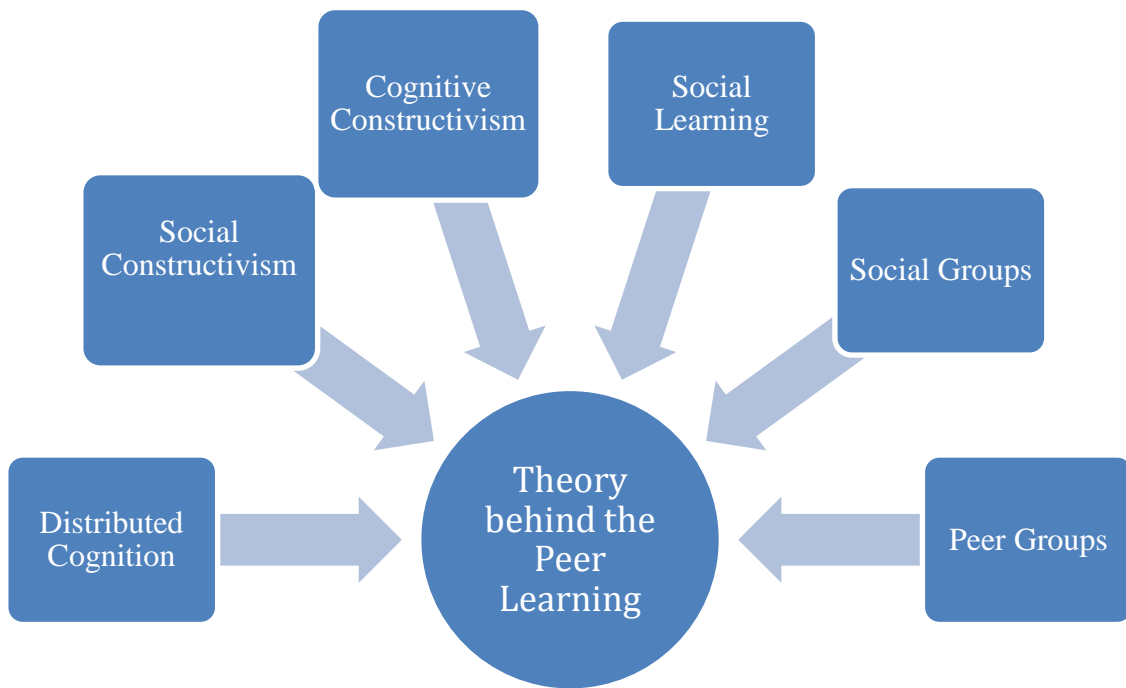 Cognitive
Constructivism
Social
Learning
Social
Constructivism
Social Groups
Distributed
Cognition
Theory
behind the
Peer
Learning
Peer Groups